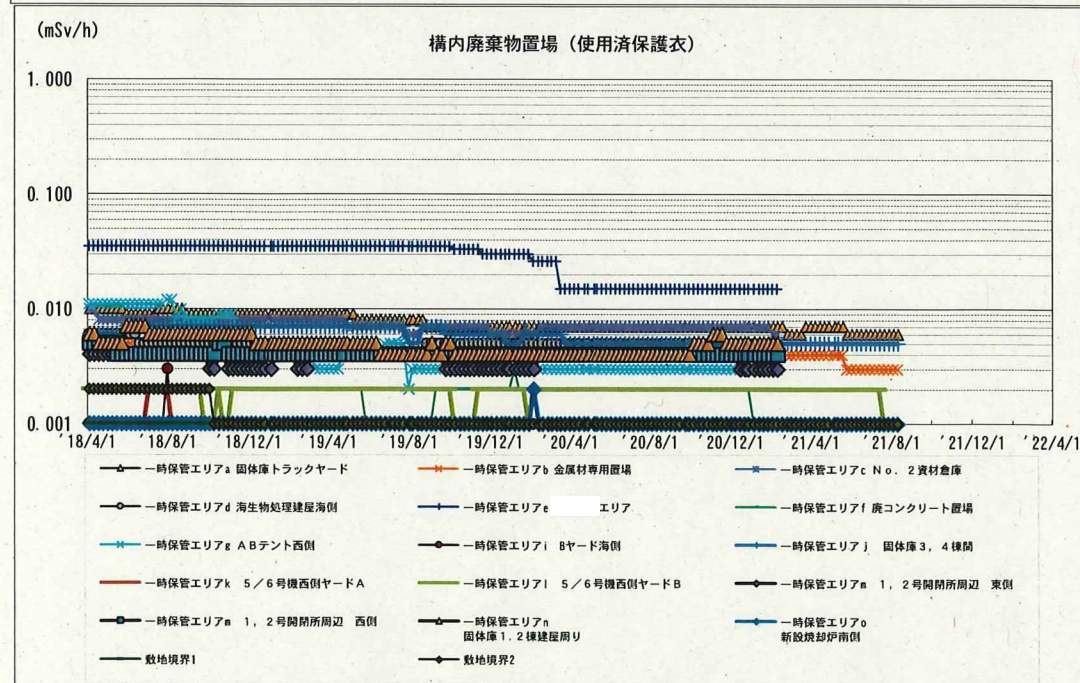 (mSv/h)
構内廃棄物置場（使用済保護衣）
1.000
0.100
0.010
0.001
'18/4/1 '18/8/1 '18/12/1 '19/4/1 '19/8/1 '19/12/1 '20/4/1 '20/8/1 '20/12/1 '21/4/1 '21/8/1 '21/12/1 '22/4/1
一時保管エリアa 固体庫トラックヤード
一時保管エリアb 金属材専用置場
一時保管エリアc No. 2資材倉庫
一時保管エリアd 海生物処理建屋海側
一時保管エリアe エリア
一時保管エリアf 廃コンクリート置場
一時保管エリアg ABテント西側
一時保管エリアi Bヤード海側
一時保管エリアj 固体庫3, 4棟間
一時保管エリアk 5／6号機西側ヤードA
一時保管エリアl 5／6号機西側ヤードB
一時保管エリアm 1, 2号開閉所周辺 東側
一時保管エリアm 1, 2号開閉所周辺 西側
一時保管エリアn
固体庫1, 2棟建屋周り
一時保管エリアo
新設焼却炉南側
敷地境界1
敷地境界2